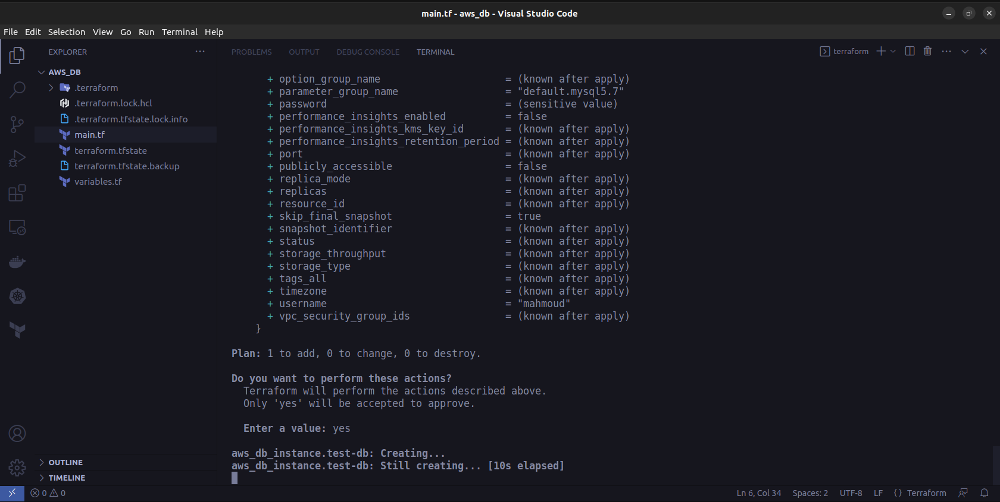 main.tf - aws_db - Visual Studio Code
File Edit Selection View Go Run Terminal Help
EXPLORER
AWS_DB
.terraform
.terraform.lock.hcl
.terraform.tfstate.lock.info
main.tf
terraform.tfstate
terraform.tfstate.backup
variables.tf
OUTLINE
TIMELINE
PROBLEMS OUTPUT DEBUG CONSOLE TERMINAL
terraform
+ option_group_name = (known after apply)
+ parameter_group_name = "default.mysql5.7"
+ password = (sensitive value)
+ performance_insights_enabled = false
+ performance_insights_kms_key_id = (known after apply)
+ performance_insights_retention_period = (known after apply)
+ port = (known after apply)
+ publicly_accessible = false
+ replica_mode = (known after apply)
+ replicas = (known after apply)
+ resource_id = (known after apply)
+ skip_final_snapshot = true
+ snapshot_identifier = (known after apply)
+ status = (known after apply)
+ storage_throughput = (known after apply)
+ storage_type = (known after apply)
+ tags_all = (known after apply)
+ timezone = (known after apply)
+ username = "mahmoud"
+ vpc_security_group_ids = (known after apply)
}
Plan: 1 to add, 0 to change, 0 to destroy.
Do you want to perform these actions?
Terraform will perform the actions described above.
Only 'yes' will be accepted to approve.
Enter a value: yes
aws_db_instance.test-db: Creating...
aws_db_instance.test-db: Still creating... [10s elapsed]
0 0 Ln 6, Col 34 Spaces: 2 UTF-8 LF {} Terraform